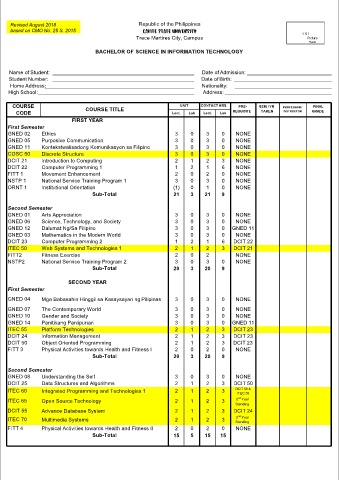 Revised August 2018
based on CMO No. 25 S. 2015
Republic of the Philippines
CAVITE STATE UNIVERSITY
Trece Martires City, Campus
1 X 1
Picture
Here
BACHELOR OF SCIENCE IN INFORMATION TECHNOLOGY
Name of Student: Date of Admission:
Student Number: Date of Birth:
Home Address: Nationality:
High School: Address:
COURSE CODE COURSE TITLE UNIT CONTACT HRS PRE-REQUISITE SEM / YR TAKEN PROFESSOR/ INSTRUCTOR FINAL GRADE
Lect. Lab Lect. Lab
FIRST YEAR
First Semester
GNED 02 Ethics 3 0 3 0 NONE
GNED 05 Purposive Communication 3 0 3 0 NONE
GNED 11 Kontekstwalisadong Komunikasyon sa Filipino 3 0 3 0 NONE
COSC 50 Discrete Structure 3 0 3 0 NONE
DCIT 21 Introduction to Computing 2 1 2 3 NONE
DCIT 22 Computer Programming 1 1 2 1 6 NONE
FITT 1 Movement Enhancement 2 0 2 0 NONE
NSTP 1 National Service Training Program 1 3 0 3 0 NONE
ORNT 1 Institutional Orientation (1) 0 1 0 NONE
Sub-Total 21 3 21 9
Second Semester
GNED 01 Arts Appreciation 3 0 3 0 NONE
GNED 06 Science, Technology, and Society 3 0 3 0 NONE
GNED 12 Dalumat Ng/Sa Filipino 3 0 3 0 GNED 11
GNED 03 Mathematics in the Modern World 3 0 3 0 NONE
DCIT 23 Computer Programming 2 1 2 1 6 DCIT 22
ITEC 50 Web Systems and Technologies 1 2 1 2 3 DCIT 21
FITT2 Fitness Exercise 2 0 2 NONE
NSTP2 National Service Training Program 2 3 0 3 0 NONE
Sub-Total 20 3 20 9
SECOND YEAR
First Semester
GNED 04 Mga Babasahin Hinggil sa Kasaysayan ng Pilipinas 3 0 3 0 NONE
GNED 07 The Contemporary World 3 0 3 0 NONE
GNED 10 Gender and Society 3 0 3 0 NONE
GNED 14 Panitikang Panlipunan 3 0 3 0 GNED 11
ITEC 55 Platform Technologies 2 1 2 3 DCIT 23
DCIT 24 Information Management 2 1 2 3 DCIT 23
DCIT 50 Object Oriented Programming 2 1 2 3 DCIT 23
FITT 3 Physical Activities towards Health and Fitness I 2 0 2 0 NONE
Sub-Total 20 3 20 9
Second Semester
GNED 08 Understanding the Self 3 0 3 0 NONE
DCIT 25 Data Structures and Algorithms 2 1 2 3 DCIT 50
ITEC 60 Integrated Programming and Technologies 1 2 1 2 3 DCIT 50 &
ITEC 65 Open Source Technology 2 1 2 3 2nd Year Standing
DCIT 55 Advance Database System 2 1 2 3 DCIT 24
ITEC 70 Multimedia Systems 2 1 2 3 2nd Year Standing
FITT 4 Physical Activities towards Health and Fitness II 2 0 2 0 NONE
Sub-Total 15 5 15 15